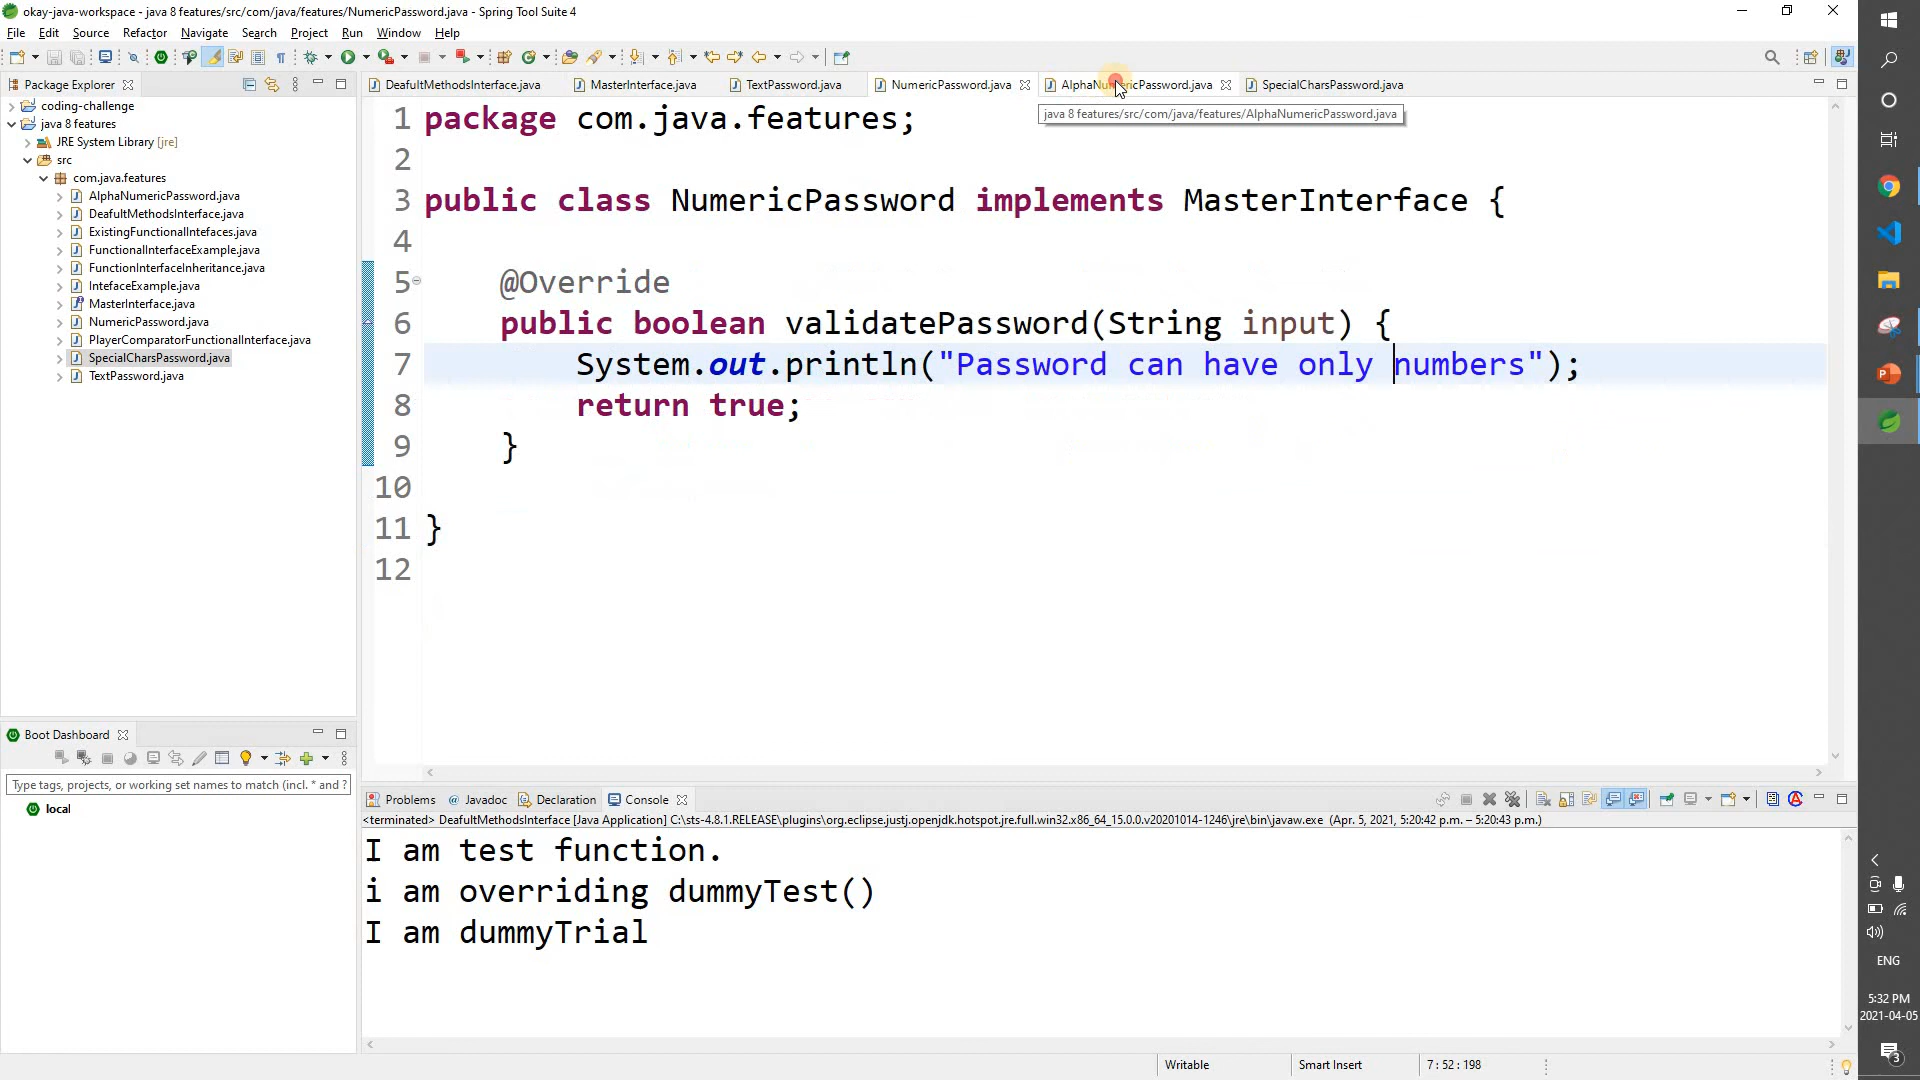 okay-java-workspace - java 8 features/src/com/java/features/NumericPassword.java - Spring Tool Suite 4
File Edit Source Refactor Navigate Search Project Run Window Help
Package Explorer
coding-challenge
java 8 features
JRE System Library [jre]
src
com.java.features
AlphaNumericPassword.java
DeafultMethodsInterface.java
ExistingFunctionalIntefaces.java
FunctionalInterfaceExample.java
FunctionInterfaceInheritance.java
IntefaceExample.java
MasterInterface.java
NumericPassword.java
PlayerComparatorFunctionalInterface.java
SpecialCharsPassword.java
TextPassword.java
Boot Dashboard
Type tags, projects, or working set names to match (incl. * and ?
local
DeafultMethodsInterface.java MasterInterface.java TextPassword.java NumericPassword.java AlphaNumericPassword.java SpecialCharsPassword.java
java 8 features/src/com/java/features/AlphaNumericPassword.java
1 package com.java.features;
2
3 public class NumericPassword implements MasterInterface {
4
5 @Override
6 public boolean validatePassword(String input) {
7 System.out.println("Password can have only numbers");
8 return true;
9 }
10
11 }
12
Problems Javadoc Declaration Console
<terminated> DeafultMethodsInterface [Java Application] C:\sts-4.8.1.RELEASE\plugins\org.eclipse.justj.openjdk.hotspot.jre.full.win32.x86_64_15.0.0.v20201014-1246\jre\bin\javaw.exe (Apr. 5, 2021, 5:20:42 p.m. – 5:20:43 p.m.)
I am test function.
i am overriding dummyTest()
I am dummyTrial
Writable Smart Insert 7 : 52 : 198
ENG
5:32 PM
2021-04-05
3